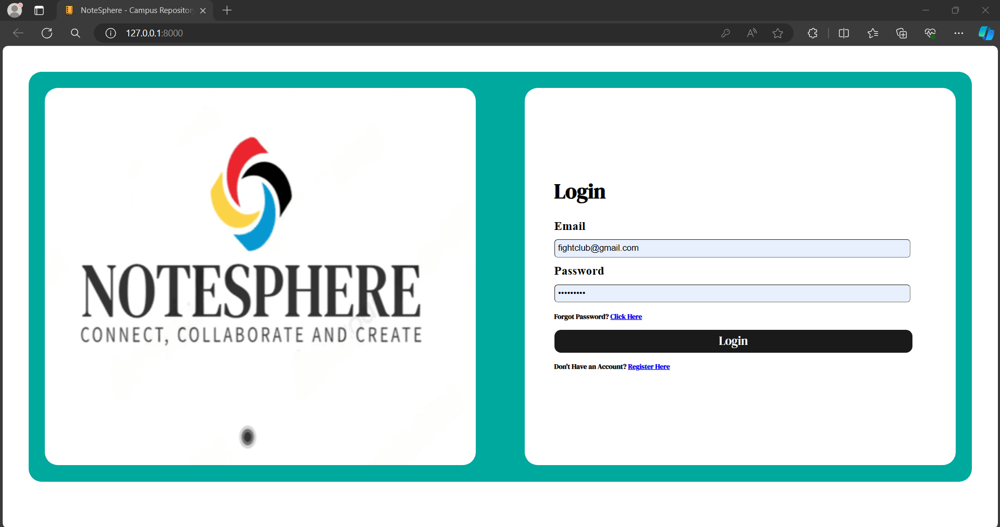 NoteSphere - Campus Repositor
127.0.0.1:8000
NOTESPHERE
CONNECT, COLLABORATE AND CREATE
Login
Email
fightclub@gmail.com
Password
•••••••••
Forgot Password? Click Here
Login
Don't Have an Account? Register Here